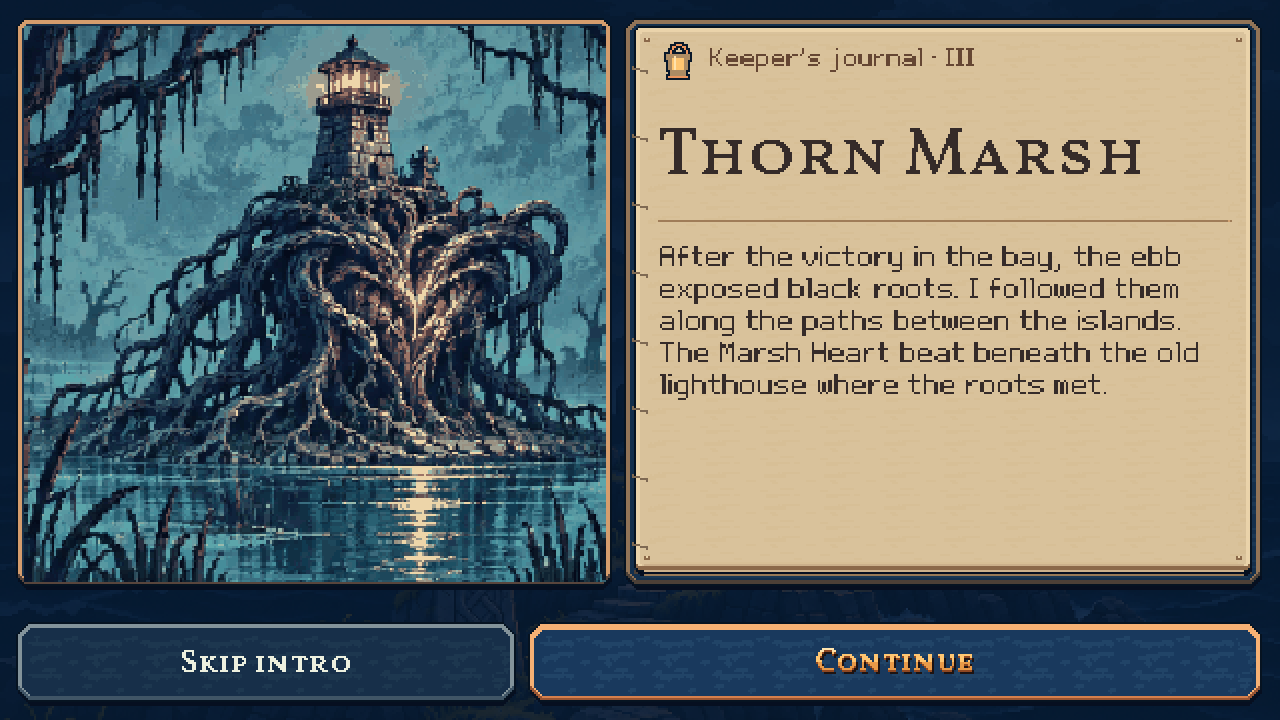 Keeper's journal · III
Thorn Marsh
After the victory in the bay, the ebb
exposed black roots. I followed them
along the paths between the islands.
The Marsh Heart beat beneath the old
lighthouse where the roots met.
Skip intro
Continue